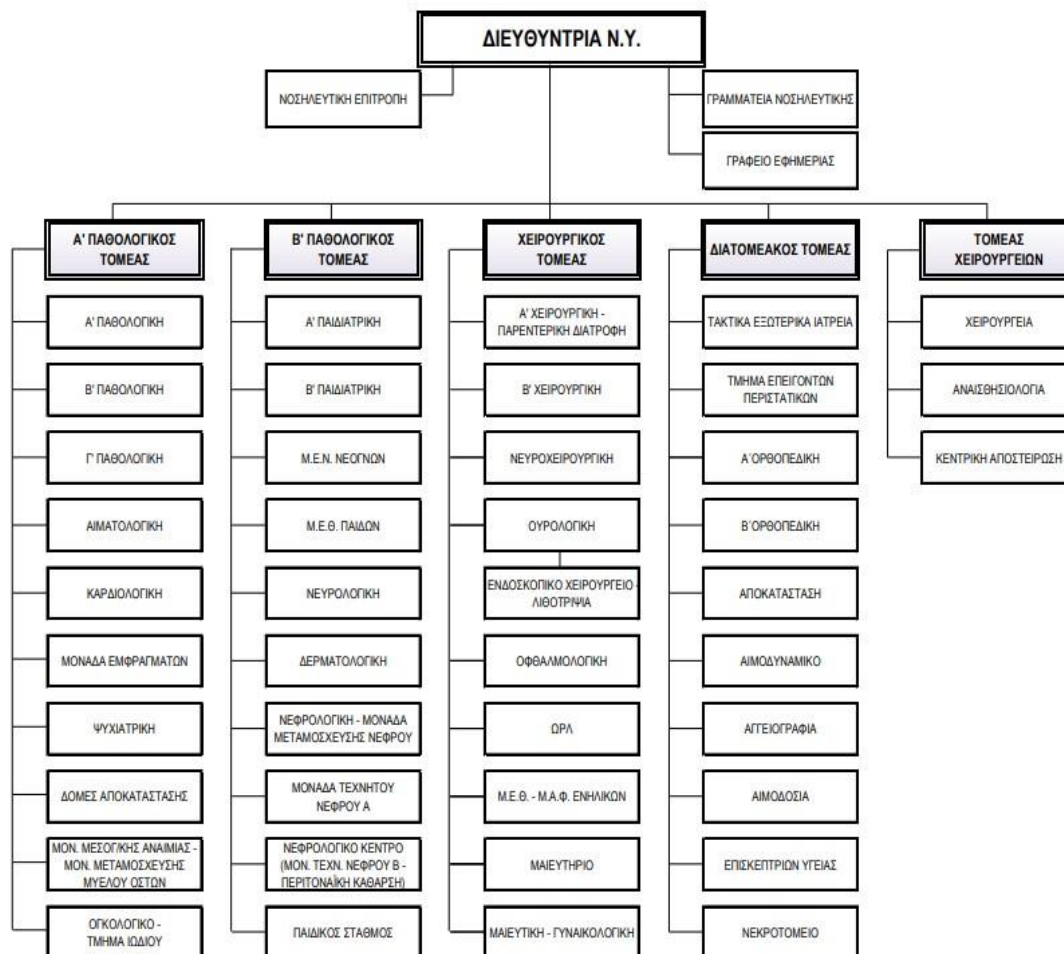 ΔΙΕΥΘΥΝΤΡΙΑ Ν.Υ.
ΝΟΣΗΛΕΥΤΙΚΗ ΕΠΙΤΡΟΠΗ
ΓΡΑΜΜΑΤΕΙΑ ΝΟΣΗΛΕΥΤΙΚΗΣ
ΓΡΑΦΕΙΟ ΕΦΗΜΕΡΙΑΣ
Α' ΠΑΘΟΛΟΓΙΚΟΣ
ΤΟΜΕΑΣ
Α' ΠΑΘΟΛΟΓΙΚΗ
Β' ΠΑΘΟΛΟΓΙΚΗ
Γ' ΠΑΘΟΛΟΓΙΚΗ
ΑΙΜΑΤΟΛΟΓΙΚΗ
ΚΑΡΔΙΟΛΟΓΙΚΗ
ΜΟΝΑΔΑ ΕΜΦΡΑΓΜΑΤΩΝ
ΨΥΧΙΑΤΡΙΚΗ
ΔΟΜΕΣ ΑΠΟΚΑΤΑΣΤΑΣΗΣ
ΜΟΝ. ΜΕΣΟΓ/ΚΗΣ ΑΝΑΙΜΙΑΣ -
ΜΟΝ. ΜΕΤΑΜΟΣΧΕΥΣΗΣ
ΜΥΕΛΟΥ ΟΣΤΩΝ
ΟΓΚΟΛΟΓΙΚΟ -
ΤΜΗΜΑ ΙΩΔΙΟΥ
Β' ΠΑΘΟΛΟΓΙΚΟΣ
ΤΟΜΕΑΣ
Α' ΠΑΙΔΙΑΤΡΙΚΗ
Β' ΠΑΙΔΙΑΤΡΙΚΗ
Μ.Ε.Ν. ΝΕΟΓΝΩΝ
Μ.Ε.Θ. ΠΑΙΔΩΝ
ΝΕΥΡΟΛΟΓΙΚΗ
ΔΕΡΜΑΤΟΛΟΓΙΚΗ
ΝΕΦΡΟΛΟΓΙΚΗ - ΜΟΝΑΔΑ
ΜΕΤΑΜΟΣΧΕΥΣΗΣ ΝΕΦΡΟΥ
ΜΟΝΑΔΑ ΤΕΧΝΗΤΟΥ
ΝΕΦΡΟΥ Α
ΝΕΦΡΟΛΟΓΙΚΟ ΚΕΝΤΡΟ
(ΜΟΝ. ΤΕΧΝ. ΝΕΦΡΟΥ Β -
ΠΕΡΙΤΟΝΑΪΚΗ ΚΑΘΑΡΣΗ)
ΠΑΙΔΙΚΟΣ ΣΤΑΘΜΟΣ
ΧΕΙΡΟΥΡΓΙΚΟΣ
ΤΟΜΕΑΣ
Α' ΧΕΙΡΟΥΡΓΙΚΗ -
ΠΑΡΕΝΤΕΡΙΚΗ ΔΙΑΤΡΟΦΗ
Β' ΧΕΙΡΟΥΡΓΙΚΗ
ΝΕΥΡΟΧΕΙΡΟΥΡΓΙΚΗ
ΟΥΡΟΛΟΓΙΚΗ
ΕΝΔΟΣΚΟΠΙΚΟ ΧΕΙΡΟΥΡΓΕΙΟ -
ΛΙΘΟΤΡΙΨΙΑ
ΟΦΘΑΛΜΟΛΟΓΙΚΗ
ΩΡΛ
Μ.Ε.Θ. - Μ.Α.Φ. ΕΝΗΛΙΚΩΝ
ΜΑΙΕΥΤΗΡΙΟ
ΜΑΙΕΥΤΙΚΗ - ΓΥΝΑΙΚΟΛΟΓΙΚΗ
ΔΙΑΤΟΜΕΑΚΟΣ ΤΟΜΕΑΣ
ΤΑΚΤΙΚΑ ΕΞΩΤΕΡΙΚΑ ΙΑΤΡΕΙΑ
ΤΜΗΜΑ ΕΠΕΙΓΟΝΤΩΝ
ΠΕΡΙΣΤΑΤΙΚΩΝ
Α΄ΟΡΘΟΠΕΔΙΚΗ
Β΄ΟΡΘΟΠΕΔΙΚΗ
ΑΠΟΚΑΤΑΣΤΑΣΗ
ΑΙΜΟΔΥΝΑΜΙΚΟ
ΑΓΓΕΙΟΓΡΑΦΙΑ
ΑΙΜΟΔΟΣΙΑ
ΕΠΙΣΚΕΠΤΡΙΩΝ ΥΓΕΙΑΣ
ΝΕΚΡΟΤΟΜΕΙΟ
ΤΟΜΕΑΣ
ΧΕΙΡΟΥΡΓΕΙΩΝ
ΧΕΙΡΟΥΡΓΕΙΑ
ΑΝΑΙΣΘΗΣΙΟΛΟΓΙΑ
ΚΕΝΤΡΙΚΗ ΑΠΟΣΤΕΙΡΩΣΗ